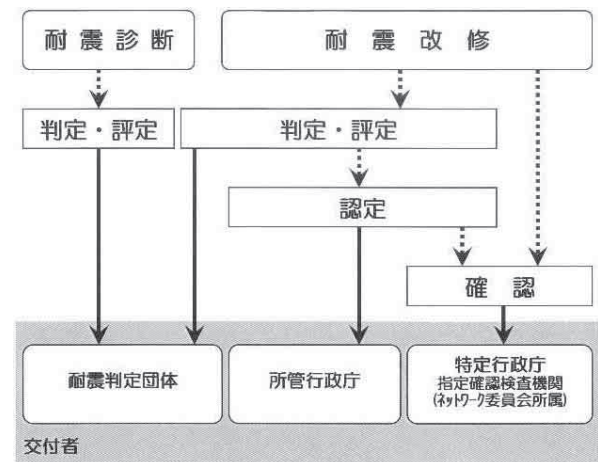 耐震診断
耐震改修
判定・評定
判定・評定
認定
確認
耐震判定団体
所管行政庁
特定行政庁
指定確認検査機関
(ネットワーク委員会所属)
交付者